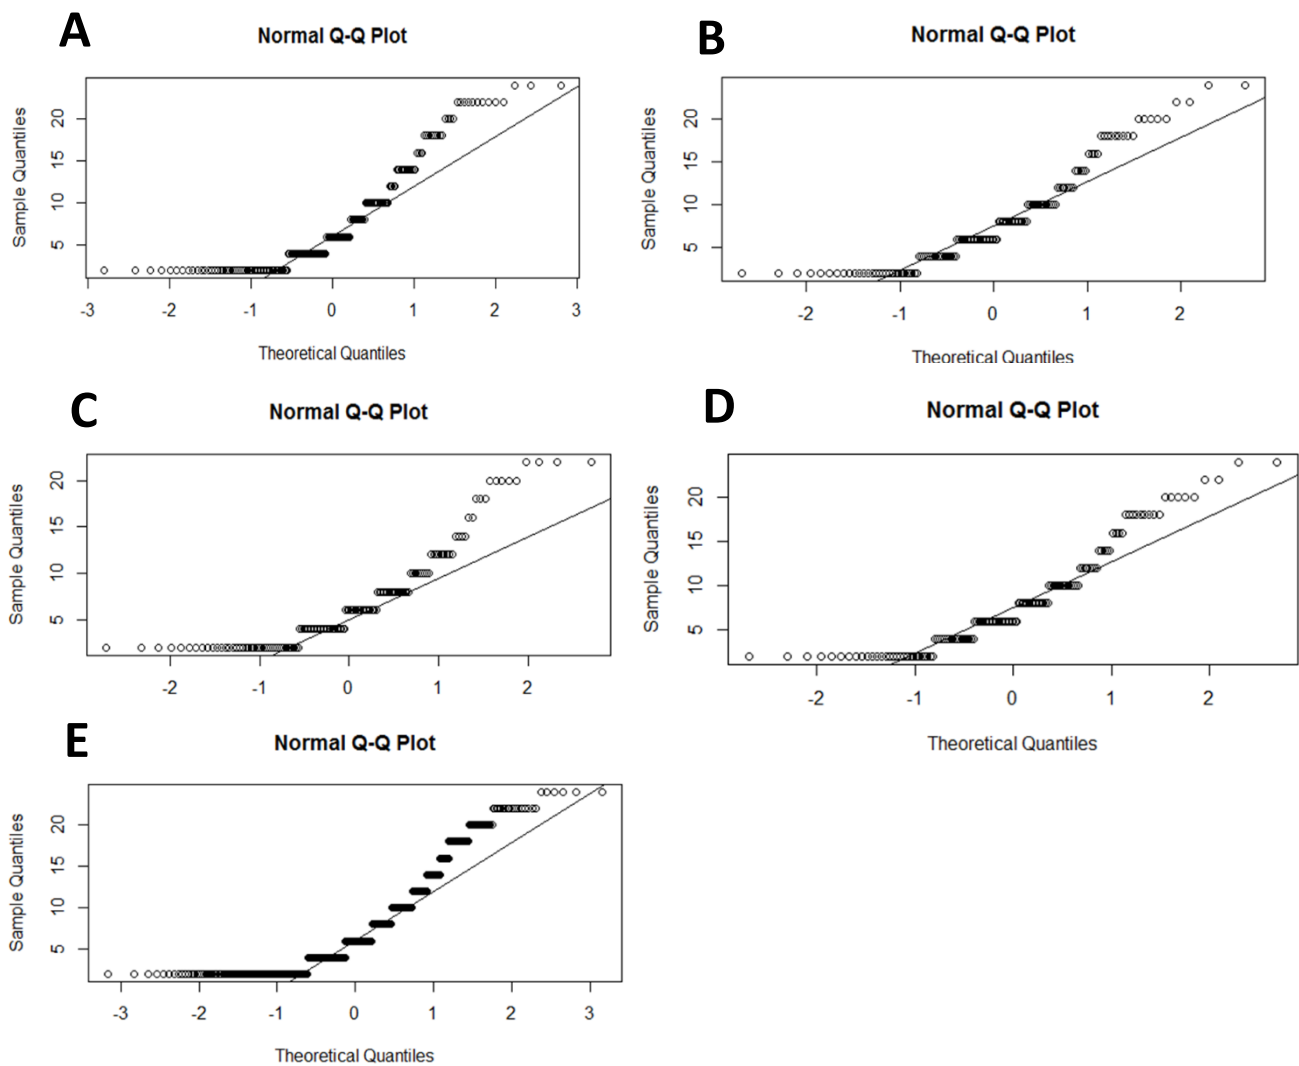 A
Normal Q-Q Plot
Sample Quantiles
5 10 15 20
-3 -2 -1 0 1 2 3
Theoretical Quantiles
B
Normal Q-Q Plot
Sample Quantiles
5 10 15 20
-2 -1 0 1 2
Theoretical Quantiles
C
Normal Q-Q Plot
Sample Quantiles
5 10 15 20
-2 -1 0 1 2
D
Normal Q-Q Plot
Sample Quantiles
5 10 15 20
-2 -1 0 1 2
Theoretical Quantiles
E
Normal Q-Q Plot
Sample Quantiles
5 10 15 20
-3 -2 -1 0 1 2 3
Theoretical Quantiles